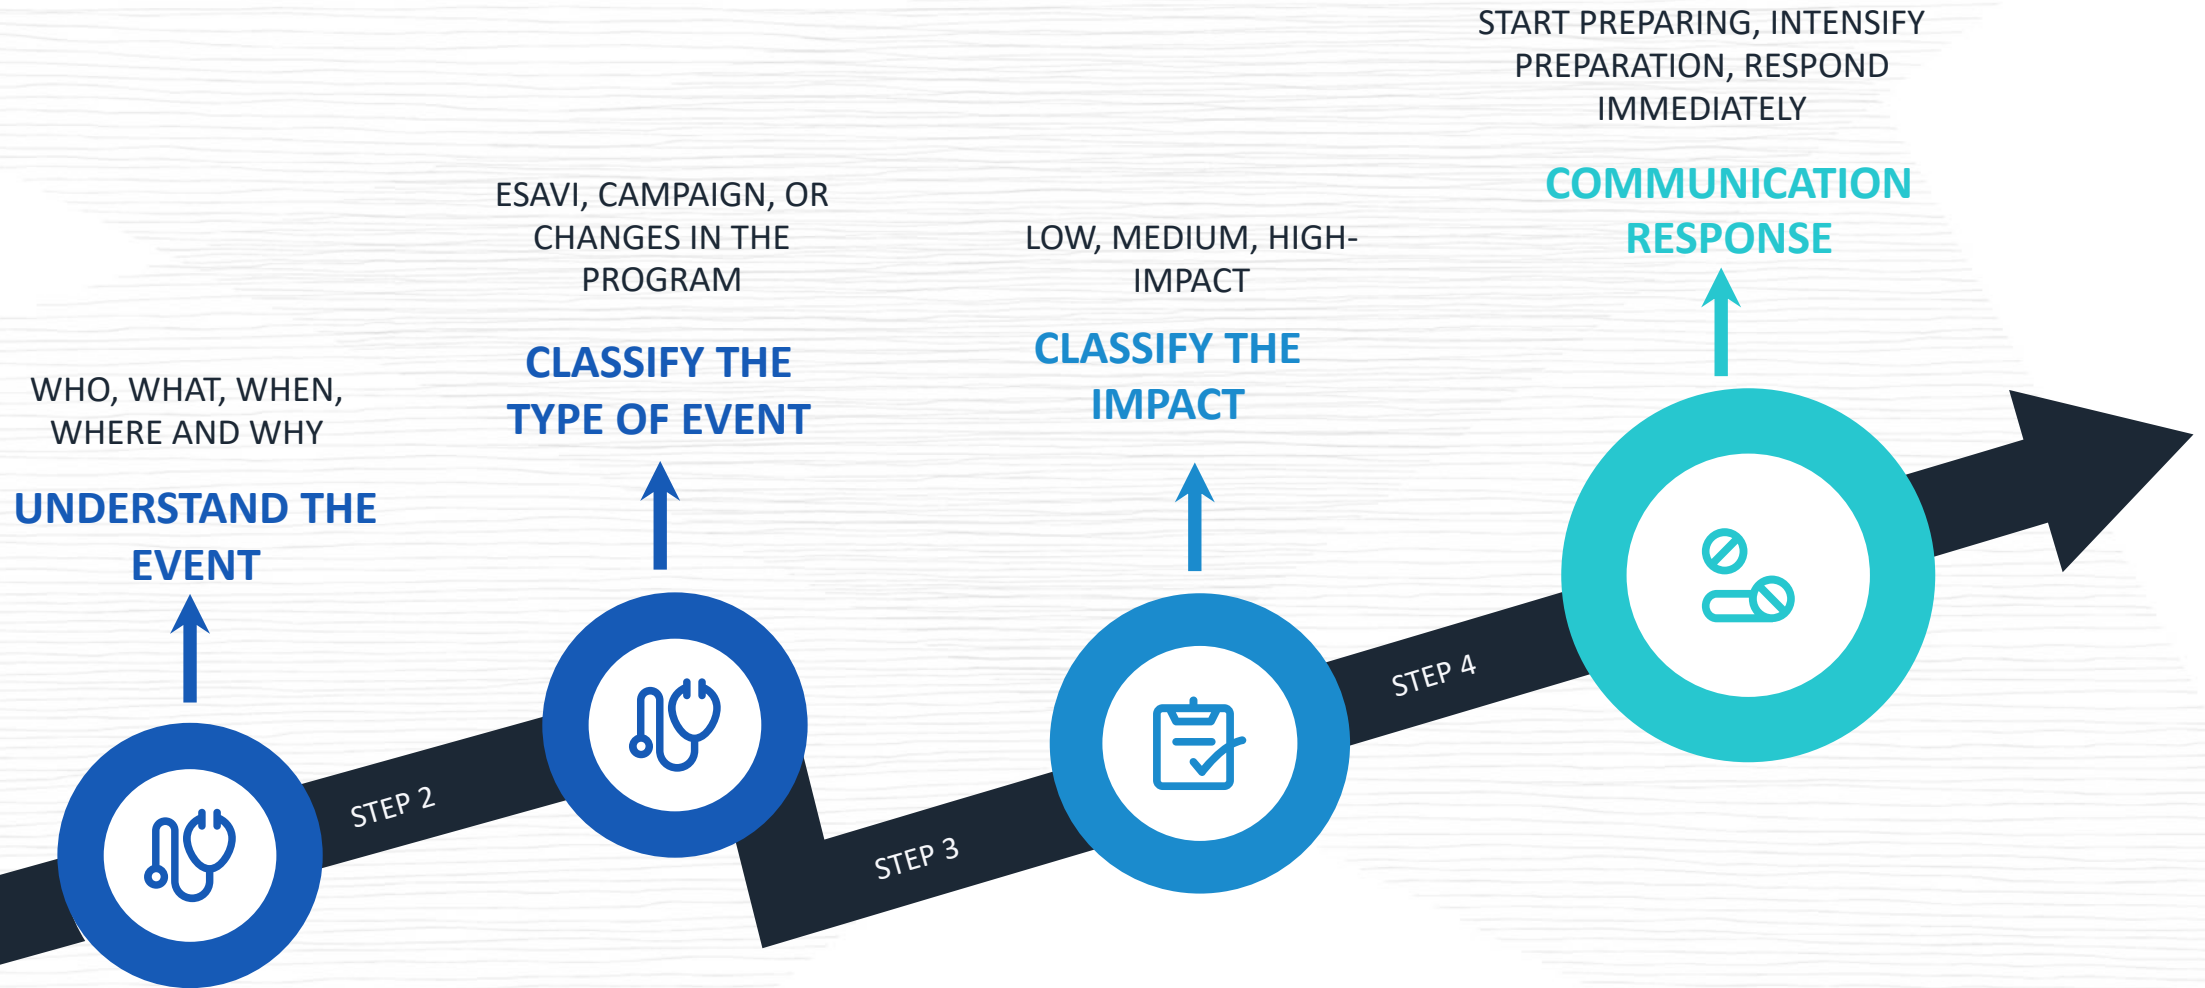 WHO, WHAT, WHEN,
WHERE AND WHY
UNDERSTAND THE
EVENT
STEP 2
ESAVI, CAMPAIGN, OR
CHANGES IN THE
PROGRAM
CLASSIFY THE
TYPE OF EVENT
STEP 3
LOW, MEDIUM, HIGH-
IMPACT
CLASSIFY THE
IMPACT
STEP 4
START PREPARING, INTENSIFY
PREPARATION, RESPOND
IMMEDIATELY
COMMUNICATION
RESPONSE